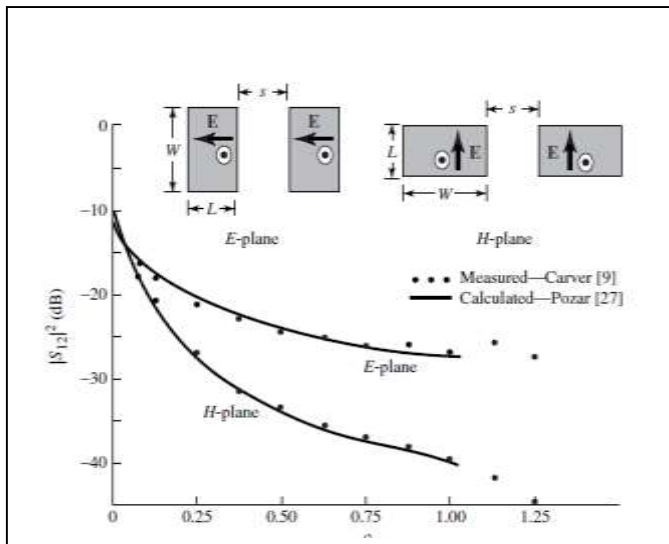 s
s
0
W
E
E
L
E
E
L
W
-10
E-plane
H-plane
Measured—Carver [9]
Calculated—Pozar [27]
-20
|S12|² (dB)
E-plane
-30
H-plane
-40
0
0.25
0.50
0.75
1.00
1.25